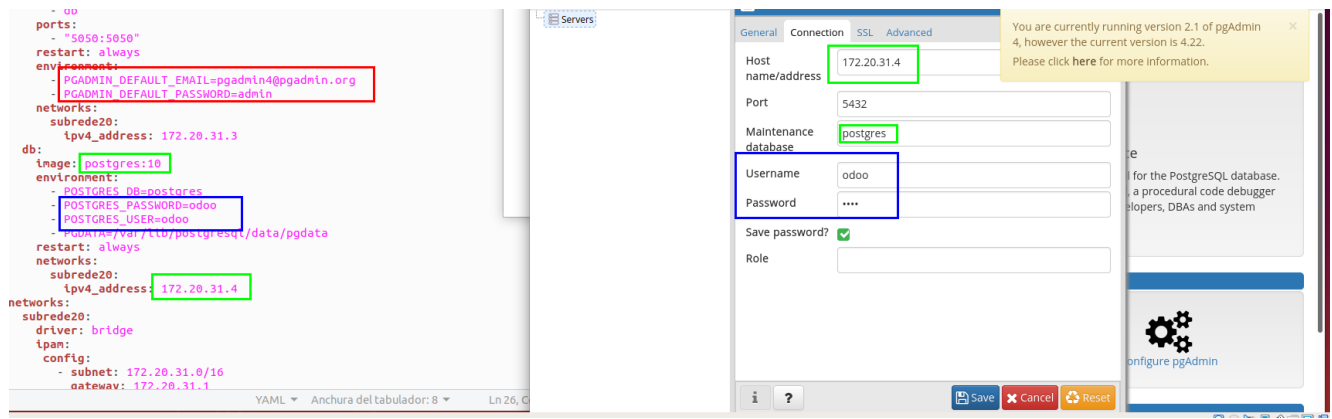 - db
ports:
- "5050:5050"
restart: always
environment:
- PGADMIN_DEFAULT_EMAIL=pgadmin4@pgadmin.org
- PGADMIN_DEFAULT_PASSWORD=admin
networks:
subrede20:
ipv4_address: 172.20.31.3
db:
image: postgres:10
environment:
- POSTGRES_DB=postgres
- POSTGRES_PASSWORD=odoo
- POSTGRES_USER=odoo
- PGDATA=/var/lib/postgresql/data/pgdata
restart: always
networks:
subrede20:
ipv4_address: 172.20.31.4
networks:
subrede20:
driver: bridge
ipam:
config:
- subnet: 172.20.31.0/16
gateway: 172.20.31.1
YAML Anchura del tabulador: 8 Ln 26, C
Servers
General Connection SSL Advanced
Host name/address 172.20.31.4
Port 5432
Maintenance database postgres
Username odoo
Password ••••
Save password?
Role
i ? Save Cancel Reset
You are currently running version 2.1 of pgAdmin
4, however the current version is 4.22.
Please click here for more information.
×
l for the PostgreSQL database.
, a procedural code debugger
elopers, DBAs and system
onfigure pgAdmin